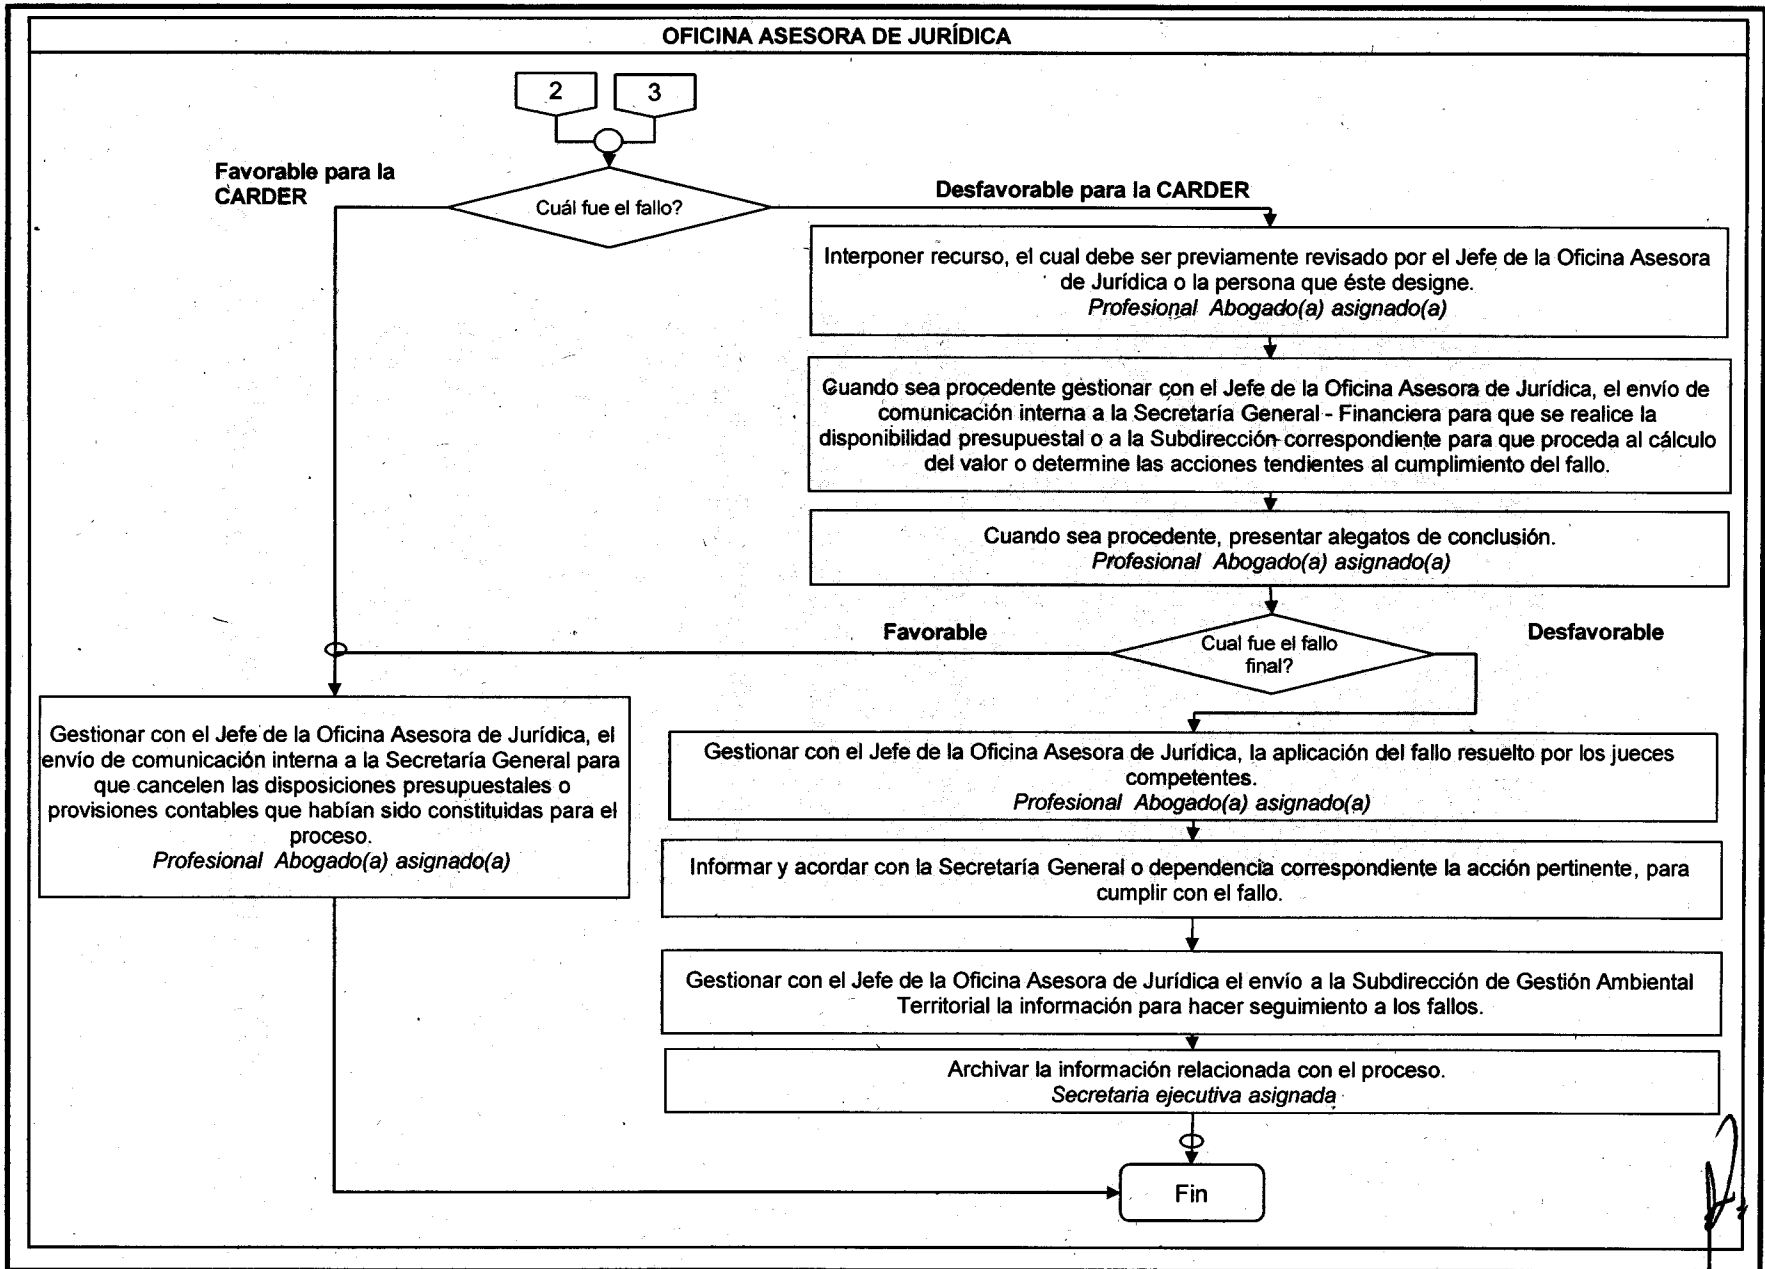 OFICINA ASESORA DE JURÍDICA
2
3
Favorable para la
CARDER
Cuál fue el fallo?
Desfavorable para la CARDER
Interponer recurso, el cual debe ser previamente revisado por el Jefe de la Oficina Asesora
de Jurídica o la persona que éste designe.
Profesional Abogado(a) asignado(a)
Cuando sea procedente gestionar con el Jefe de la Oficina Asesora de Jurídica, el envío de
comunicación interna a la Secretaría General - Financiera para que se realice la
disponibilidad presupuestal o a la Subdirección correspondiente para que proceda al cálculo
del valor o determine las acciones tendientes al cumplimiento del fallo.
Cuando sea procedente, presentar alegatos de conclusión.
Profesional Abogado(a) asignado(a)
Favorable
Cual fue el fallo
final?
Desfavorable
Gestionar con el Jefe de la Oficina Asesora de Jurídica, el
envío de comunicación interna a la Secretaría General para
que cancelen las disposiciones presupuestales o
provisiones contables que habían sido constituidas para el
proceso.
Profesional Abogado(a) asignado(a)
Gestionar con el Jefe de la Oficina Asesora de Jurídica, la aplicación del fallo resuelto por los jueces
competentes.
Profesional Abogado(a) asignado(a)
Informar y acordar con la Secretaría General o dependencia correspondiente la acción pertinente, para
cumplir con el fallo.
Gestionar con el Jefe de la Oficina Asesora de Jurídica el envío a la Subdirección de Gestión Ambiental
Territorial la información para hacer seguimiento a los fallos.
Archivar la información relacionada con el proceso.
Secretaria ejecutiva asignada
Fin